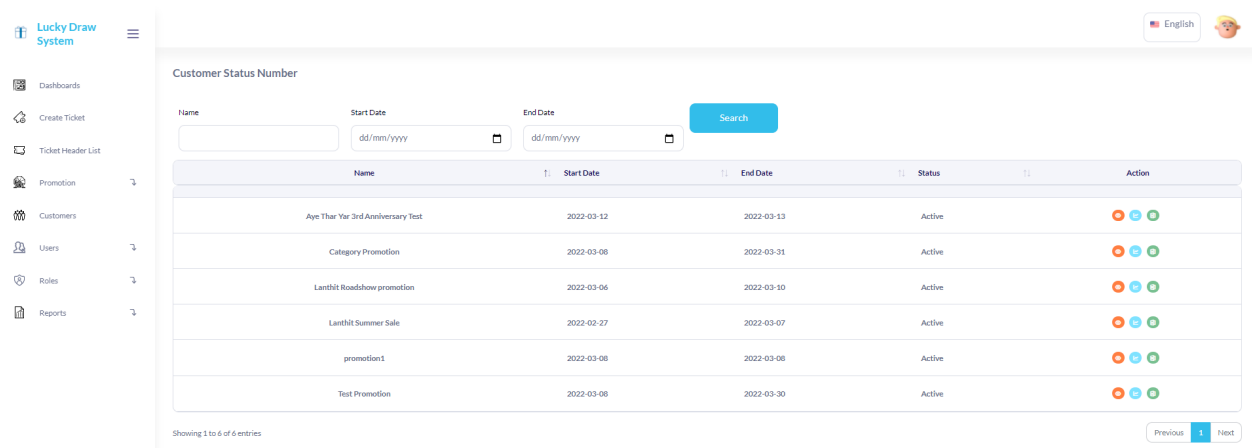 Lucky Draw
System
English
Dashboards
Create Ticket
Ticket Header List
Promotion
Customers
Users
Roles
Reports
Customer Status Number
Name Start Date End Date
dd/mm/yyyy dd/mm/yyyy Search
Name Start Date End Date Status Action
Aye Thar Yar 3rd Anniversary Test 2022-03-12 2022-03-13 Active
Category Promotion 2022-03-08 2022-03-31 Active
Lanthit Roadshow promotion 2022-03-06 2022-03-10 Active
Lanthit Summer Sale 2022-02-27 2022-03-07 Active
promotion1 2022-03-08 2022-03-08 Active
Test Promotion 2022-03-08 2022-03-30 Active
Showing 1 to 6 of 6 entries
Previous 1 Next